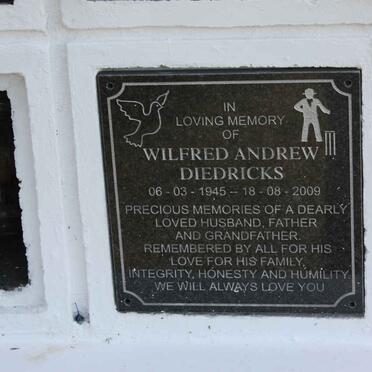 IN
LOVING MEMORY
OF
WILFRED ANDREW
DIEDRICKS
06 - 03 - 1945 -- 18 - 08 - 2009
PRECIOUS MEMORIES OF A DEARLY
LOVED HUSBAND, FATHER
AND GRANDFATHER.
REMEMBERED BY ALL FOR HIS
LOVE FOR HIS FAMILY,
INTEGRITY, HONESTY AND HUMILITY.
WE WILL ALWAYS LOVE YOU